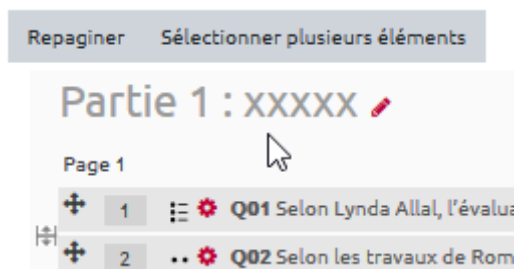 Repaginer Sélectionner plusieurs éléments
Partie 1 : xxxxx
Page 1
1 Q01 Selon Lynda Allal, l'évalua
2 Q02 Selon les travaux de Rom